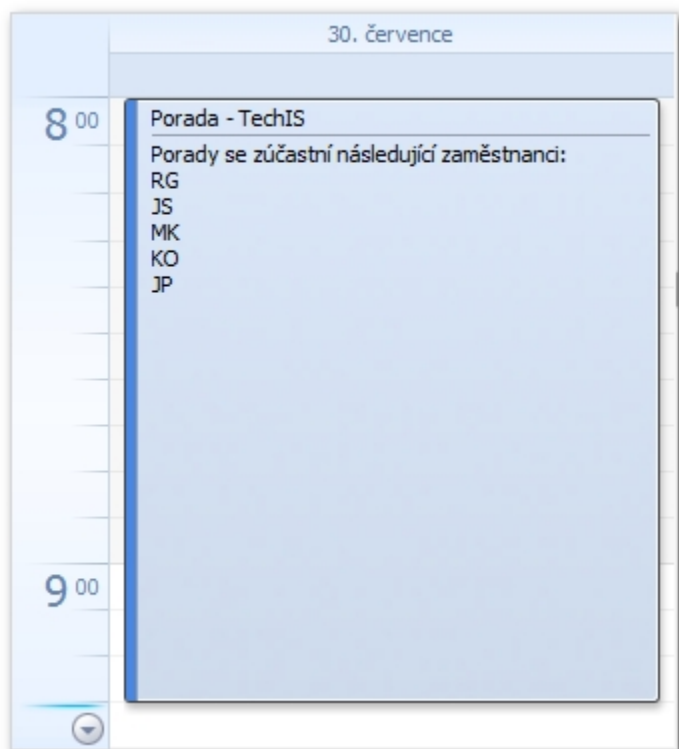 30. července
8 00
Porada - TechIS
Porady se zúčastní následující zaměstnanci:
RG
JS
MK
KO
JP
9 00